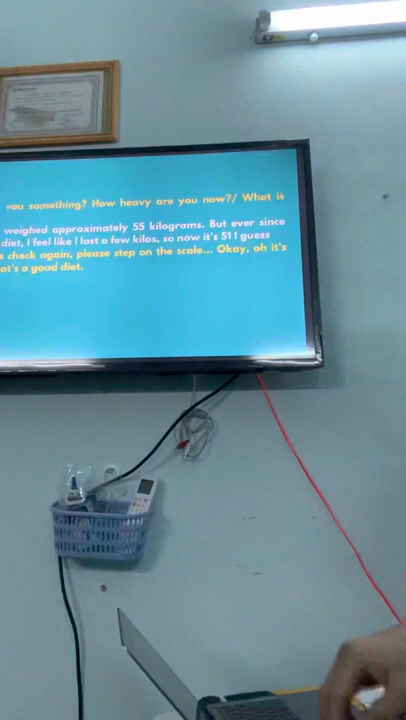 you something? How heavy are you now?/ What is
weighed approximately 55 kilograms. But ever since
diet, I feel like I lost a few kilos, so now it's 51 I guess
s chack again, please step on the scale... Okay, oh it's
at's a good diet.